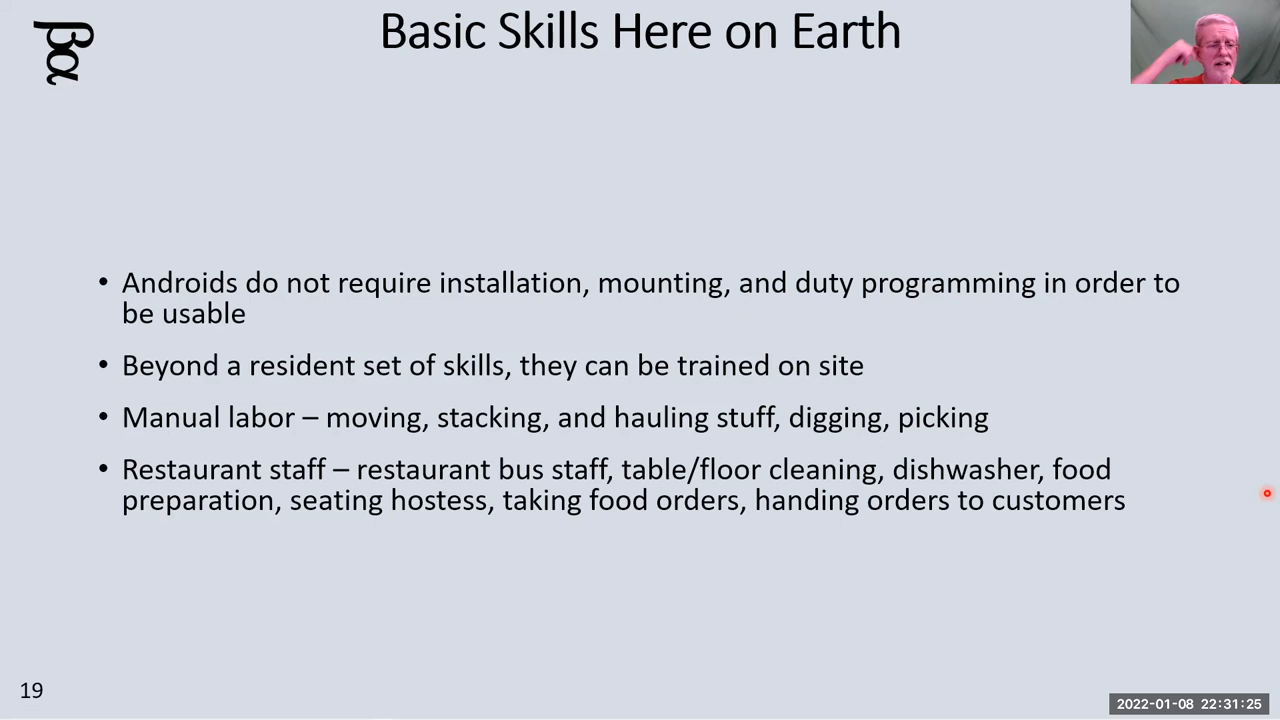 βα
Basic Skills Here on Earth
• Androids do not require installation, mounting, and duty programming in order to
be usable
• Beyond a resident set of skills, they can be trained on site
• Manual labor – moving, stacking, and hauling stuff, digging, picking
• Restaurant staff – restaurant bus staff, table/floor cleaning, dishwasher, food
preparation, seating hostess, taking food orders, handing orders to customers
19
2022-01-08 22:31:25